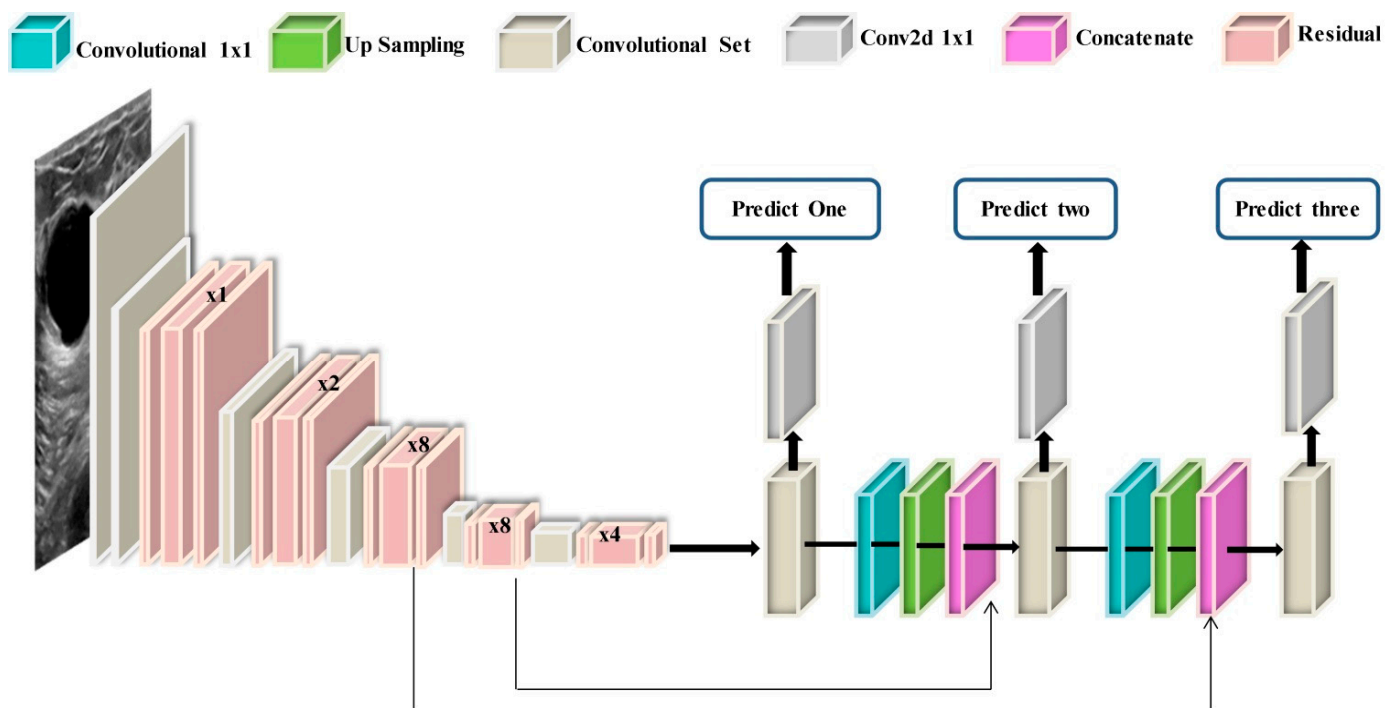 Convolutional 1x1
Up Sampling
Convolutional Set
Conv2d 1x1
Concatenate
Residual
Predict One
Predict two
Predict three
x1
x2
x8
x8
x4